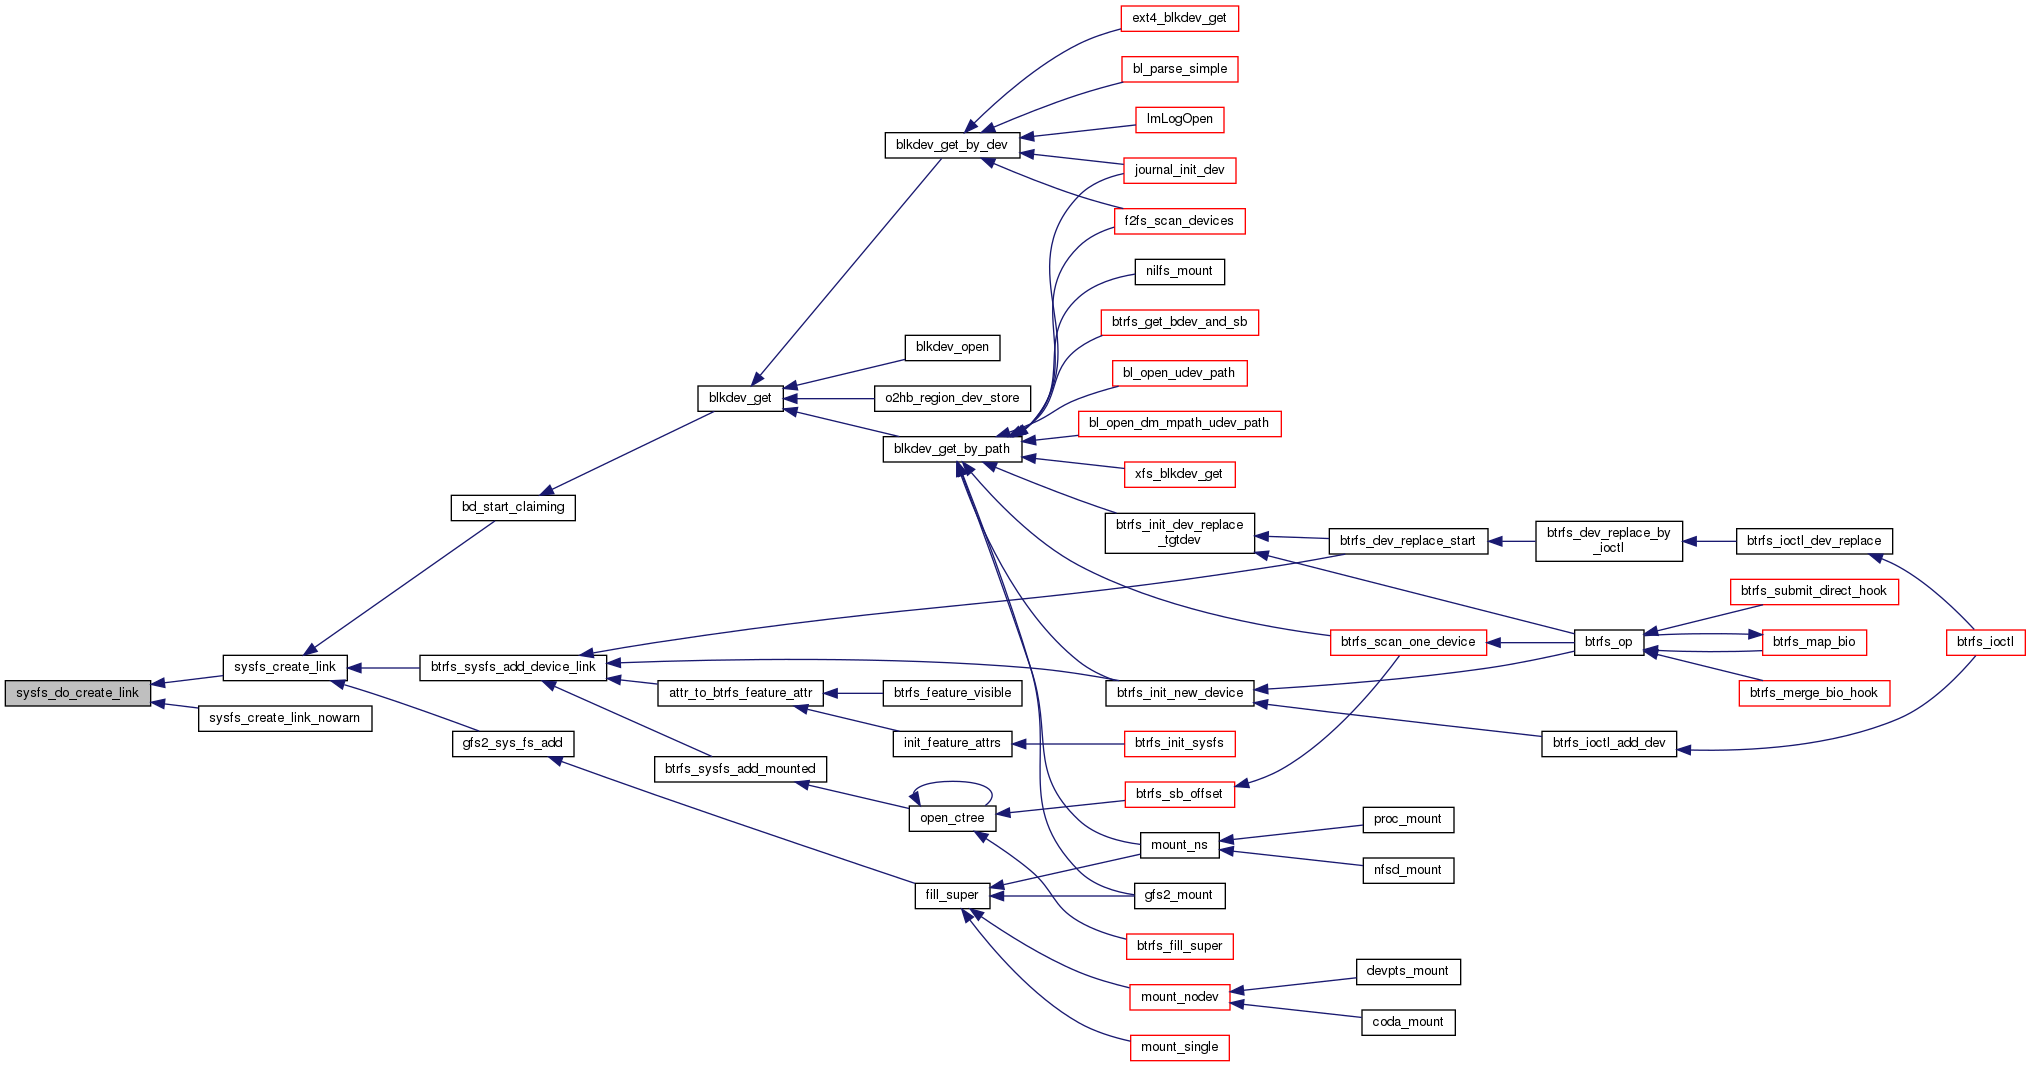 ext4_blkdev_get
bl_parse_simple
lmLogOpen
blkdev_get_by_dev
journal_init_dev
f2fs_scan_devices
nilfs_mount
btrfs_get_bdev_and_sb
blkdev_open
bl_open_udev_path
blkdev_get
o2hb_region_dev_store
bl_open_dm_mpath_udev_path
blkdev_get_by_path
xfs_blkdev_get
bd_start_claiming
btrfs_init_dev_replace
_tgtdev
btrfs_dev_replace_start
btrfs_dev_replace_by
_ioctl
btrfs_ioctl_dev_replace
btrfs_submit_direct_hook
btrfs_scan_one_device
btrfs_op
btrfs_map_bio
btrfs_ioctl
sysfs_create_link
btrfs_sysfs_add_device_link
sysfs_do_create_link
attr_to_btrfs_feature_attr
btrfs_feature_visible
btrfs_init_new_device
btrfs_merge_bio_hook
sysfs_create_link_nowarn
gfs2_sys_fs_add
init_feature_attrs
btrfs_init_sysfs
btrfs_ioctl_add_dev
btrfs_sysfs_add_mounted
btrfs_sb_offset
open_ctree
proc_mount
mount_ns
nfsd_mount
fill_super
gfs2_mount
btrfs_fill_super
devpts_mount
mount_nodev
coda_mount
mount_single